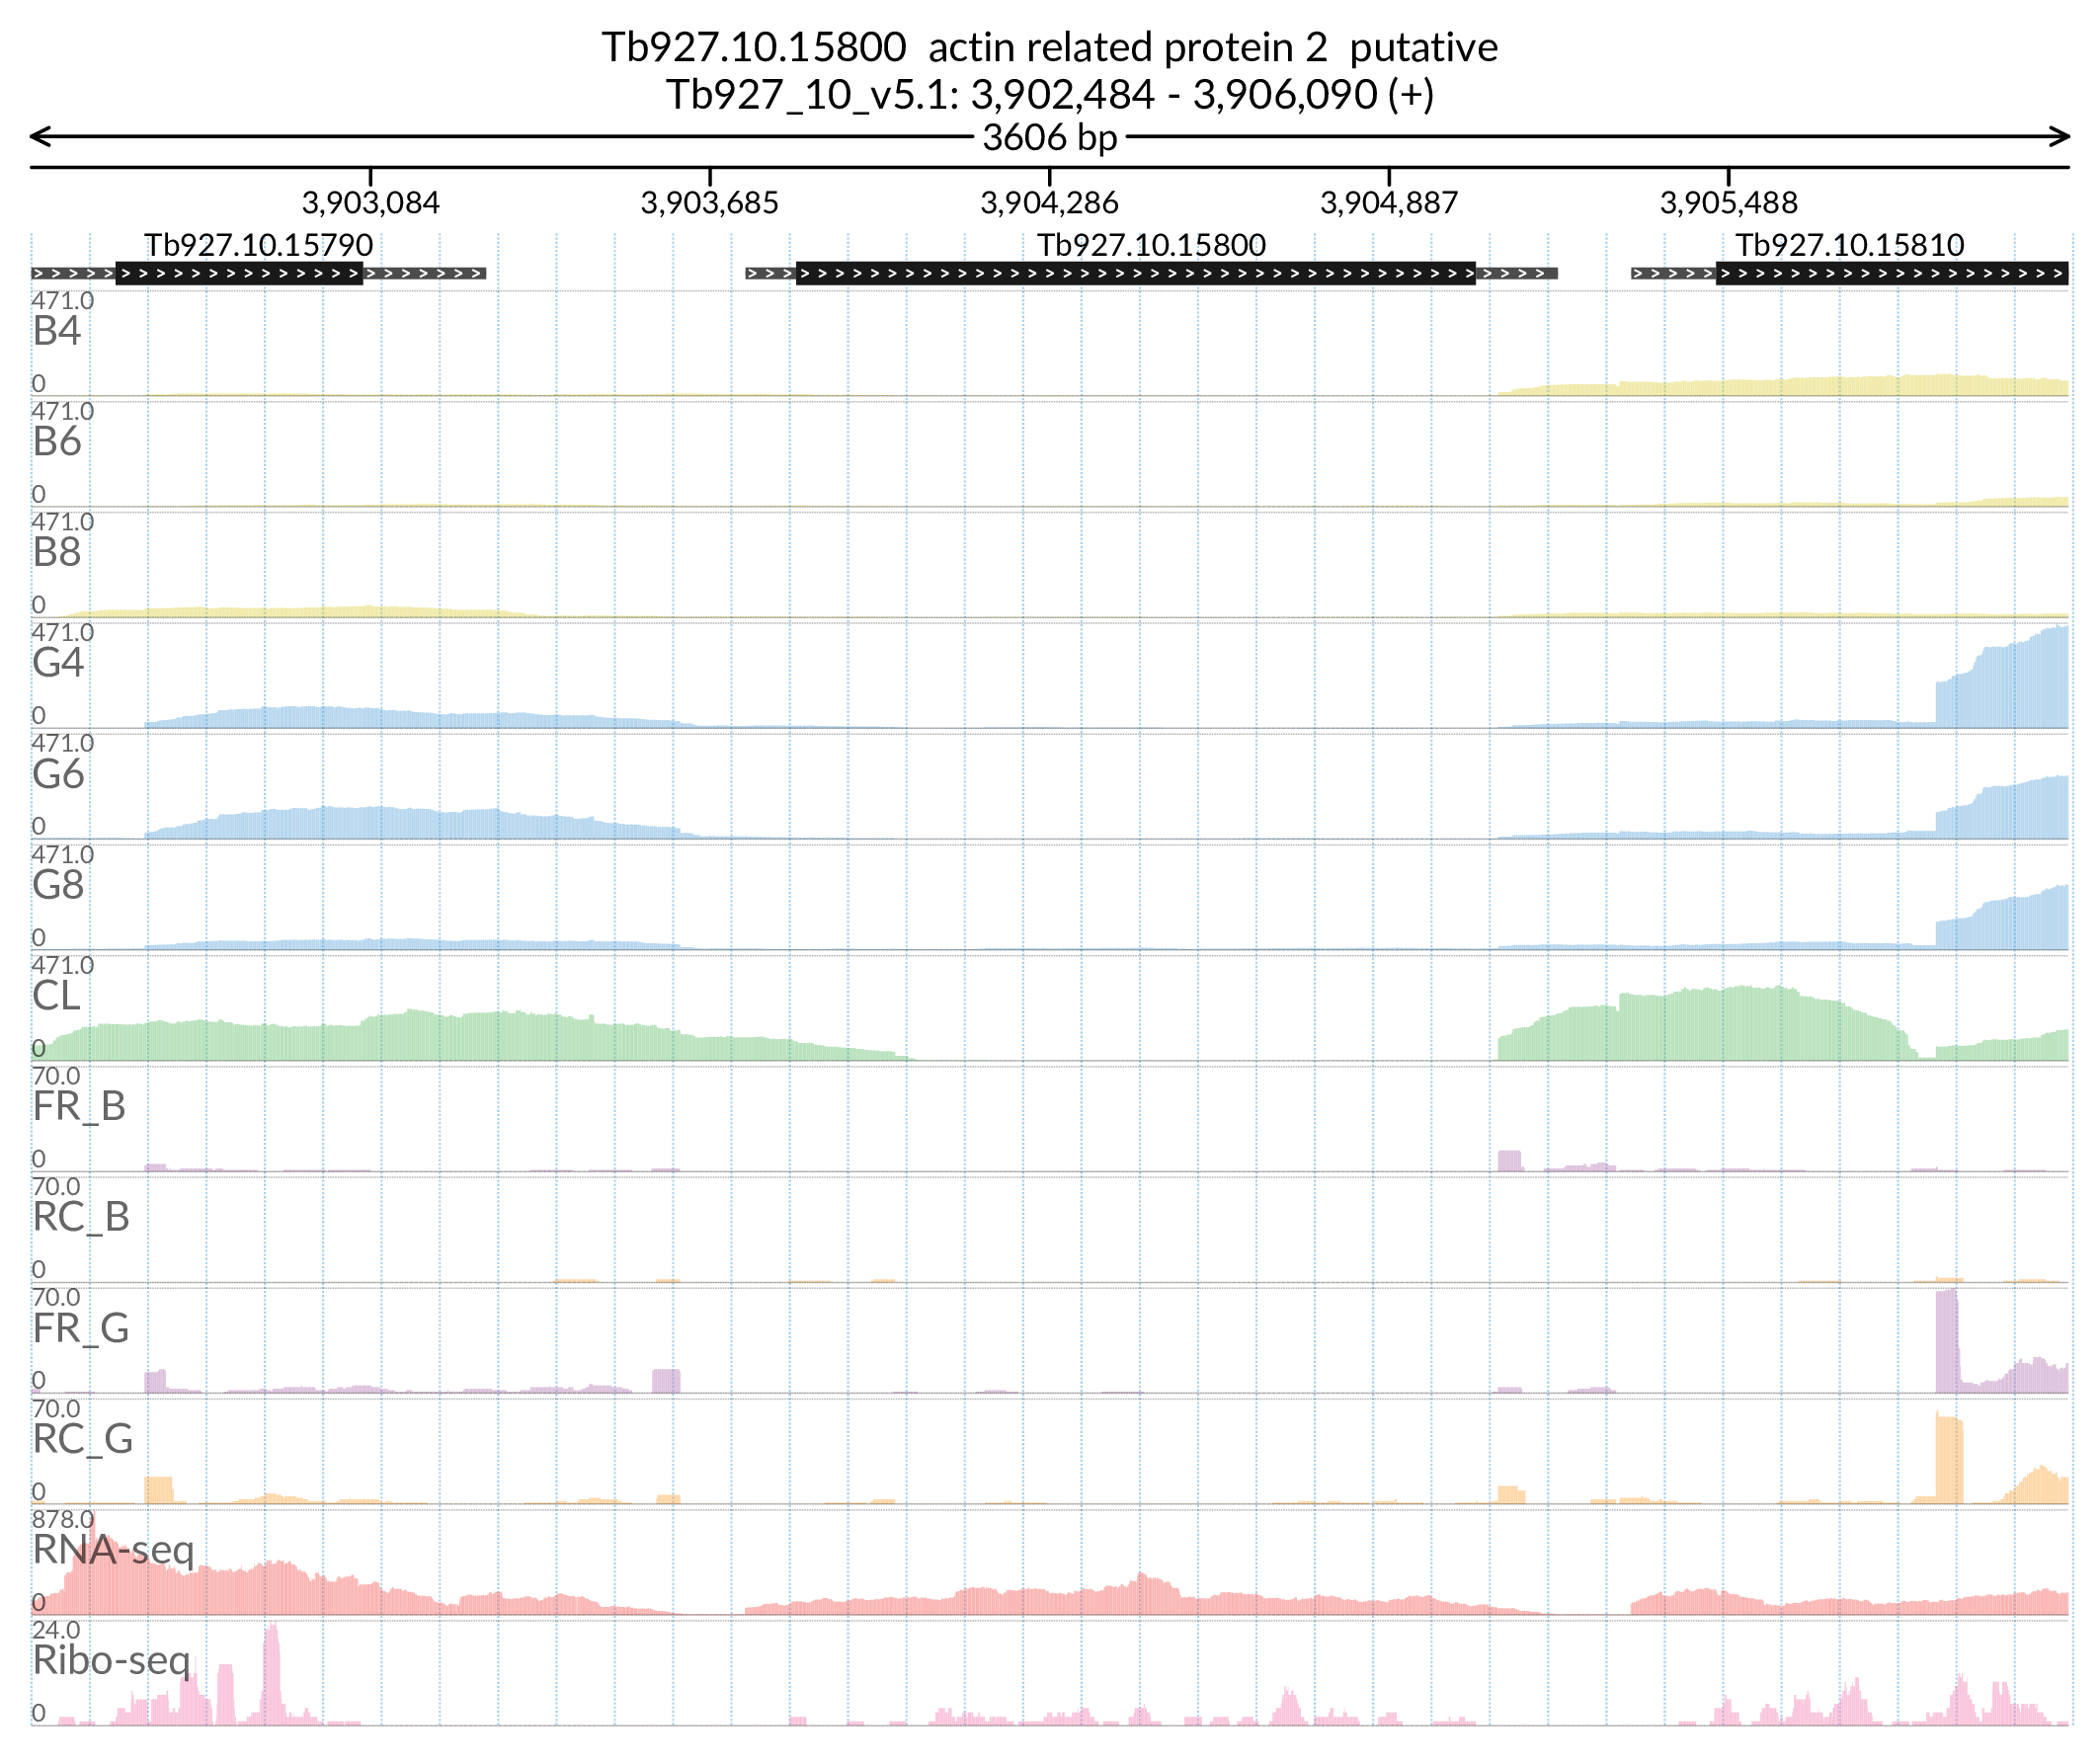 Tb927.10.15800  actin related protein 2  putative
Tb927_10_v5.1: 3,902,484 - 3,906,090 (+)
3606 bp
3,903,084 3,903,685 3,904,286 3,904,887 3,905,488
Tb927.10.15790 Tb927.10.15800 Tb927.10.15810
471.0
B4
0
471.0
B6
0
471.0
B8
0
471.0
G4
0
471.0
G6
0
471.0
G8
0
471.0
CL
0
70.0
FR_B
0
70.0
RC_B
0
70.0
FR_G
0
70.0
RC_G
0
878.0
RNA-seq
0
24.0
Ribo-seq
0